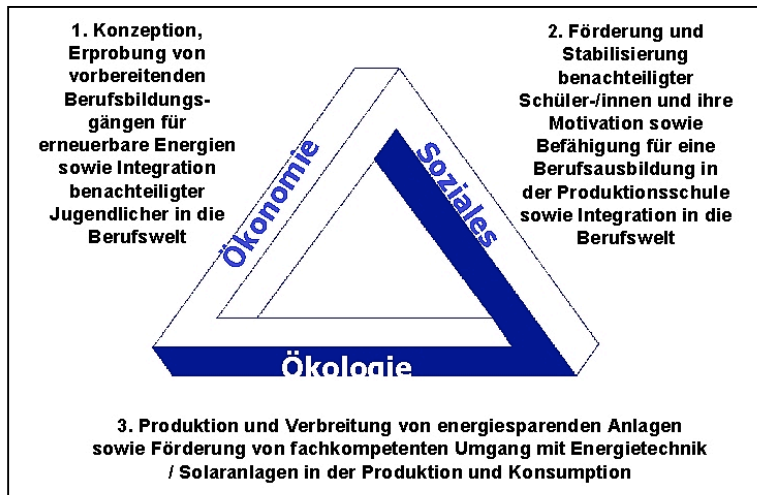 1. Konzeption,
Erprobung von
vorbereitenden
Berufsbildungs-
gängen für
erneuerbare Energien
sowie Integration
benachteiligter
Jugendlicher in die
Berufswelt
2. Förderung und
Stabilisierung
benachteiligter
Schüler-/innen und ihre
Motivation sowie
Befähigung für eine
Berufsausbildung in
der Produktionsschule
sowie Integration in die
Berufswelt
Ökonomie
Soziales
Ökologie
3. Produktion und Verbreitung von energiesparenden Anlagen
sowie Förderung von fachkompetenten Umgang mit Energietechnik
/ Solaranlagen in der Produktion und Konsumption